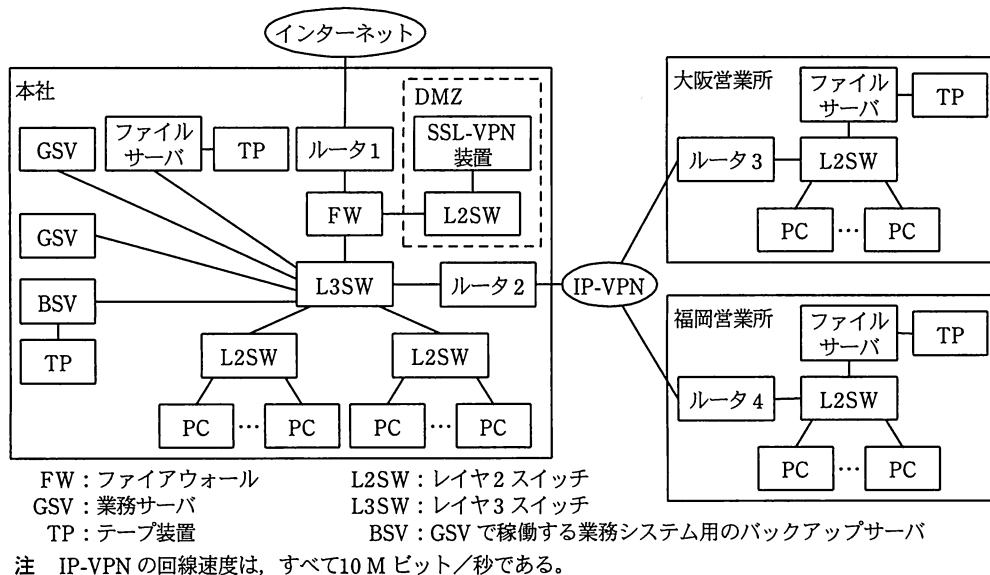 インターネット
本社
DMZ
GSV
ファイル
サーバ
TP
ルータ1
SSL-VPN
装置
FW
L2SW
GSV
L3SW
ルータ2
IP-VPN
BSV
TP
L2SW
L2SW
PC
…
PC
PC
…
PC
大阪営業所
ファイル
サーバ
TP
ルータ3
L2SW
PC
…
PC
福岡営業所
ファイル
サーバ
TP
ルータ4
L2SW
PC
…
PC
FW:ファイアウォール
L2SW:レイヤ2スイッチ
GSV:業務サーバ
L3SW:レイヤ3スイッチ
TP:テープ装置
BSV:GSVで稼働する業務システム用のバックアップサーバ
注 IP-VPNの回線速度は,すべて10Mビット/秒である。